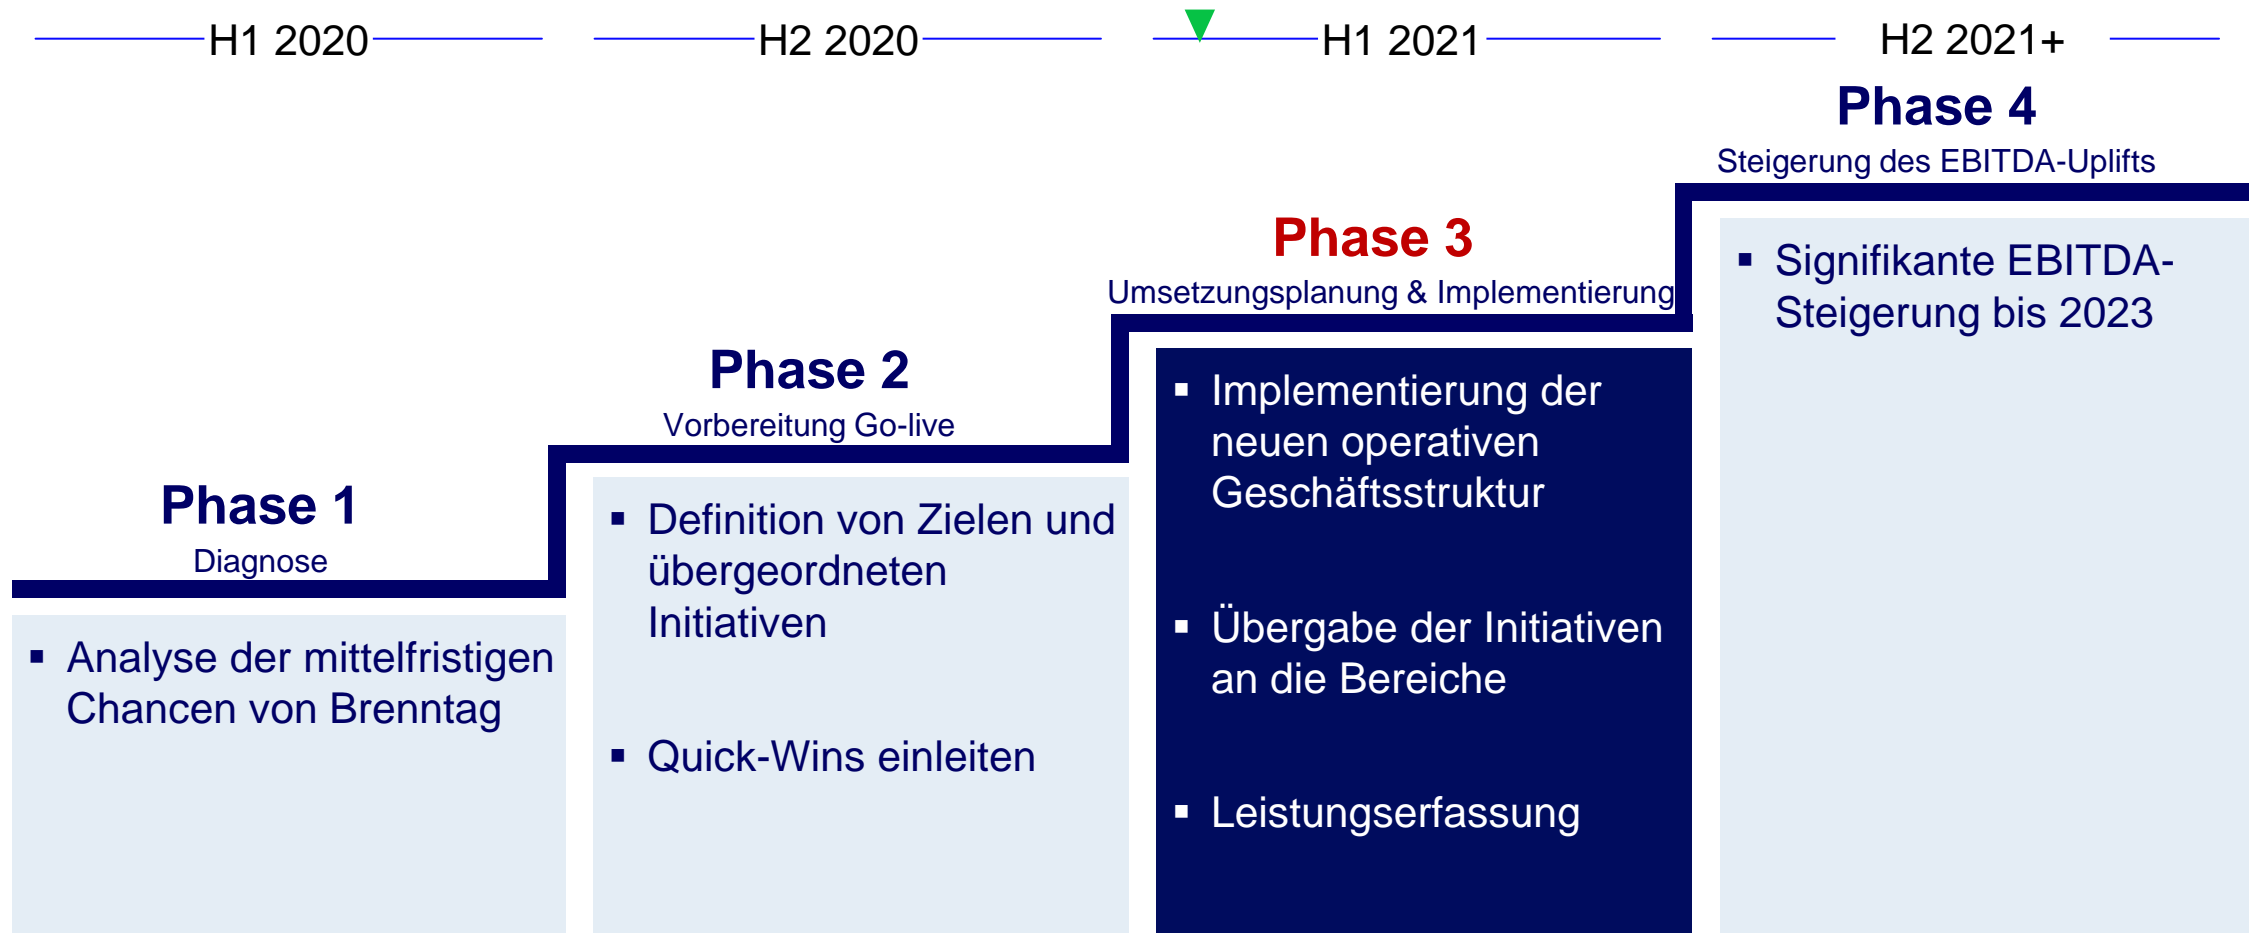 H1 2020
H2 2020
H1 2021
H2 2021+
Phase 1
Diagnose
▪ Analyse der mittelfristigen
Chancen von Brenntag
Phase 2
Vorbereitung Go-live
▪ Definition von Zielen und
übergeordneten
Initiativen
▪ Quick-Wins einleiten
Phase 3
Umsetzungsplanung & Implementierung
▪ Implementierung der
neuen operativen
Geschäftsstruktur
▪ Übergabe der Initiativen
an die Bereiche
▪ Leistungserfassung
Phase 4
Steigerung des EBITDA-Uplifts
▪ Signifikante EBITDA-
Steigerung bis 2023